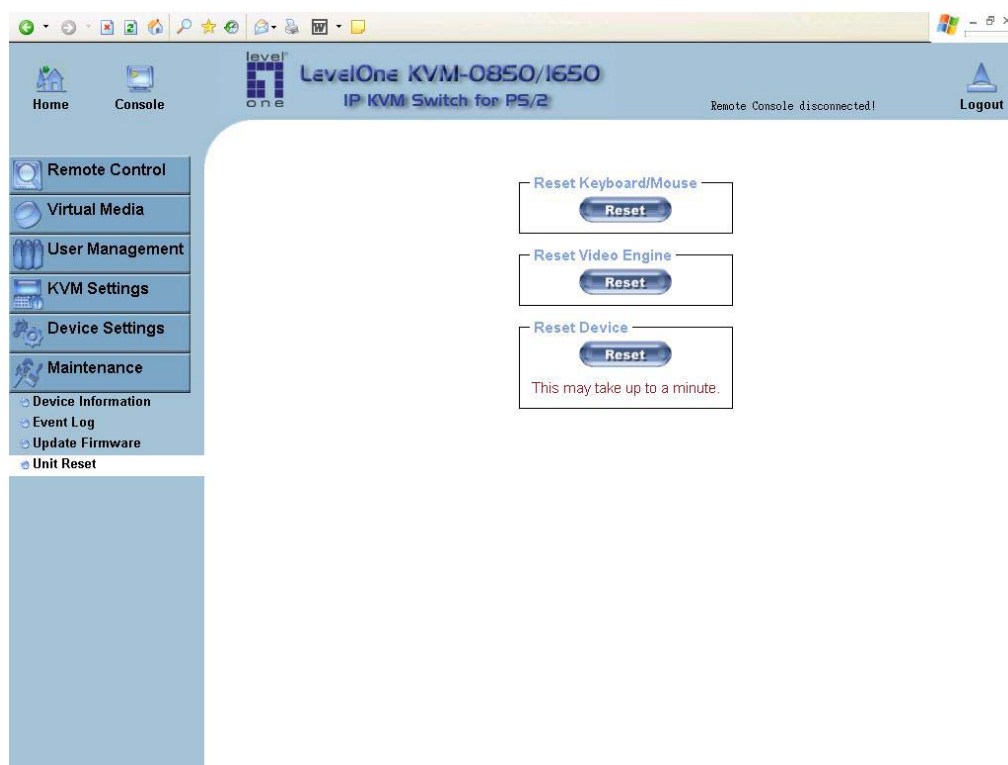 level
one
LevelOne KVM-0850/1650
IP KVM Switch for PS/2
Home
Console
Remote Console disconnected!
Logout
Remote Control
Virtual Media
User Management
KVM Settings
Device Settings
Maintenance
Device Information
Event Log
Update Firmware
Unit Reset
Reset Keyboard/Mouse
Reset
Reset Video Engine
Reset
Reset Device
Reset
This may take up to a minute.